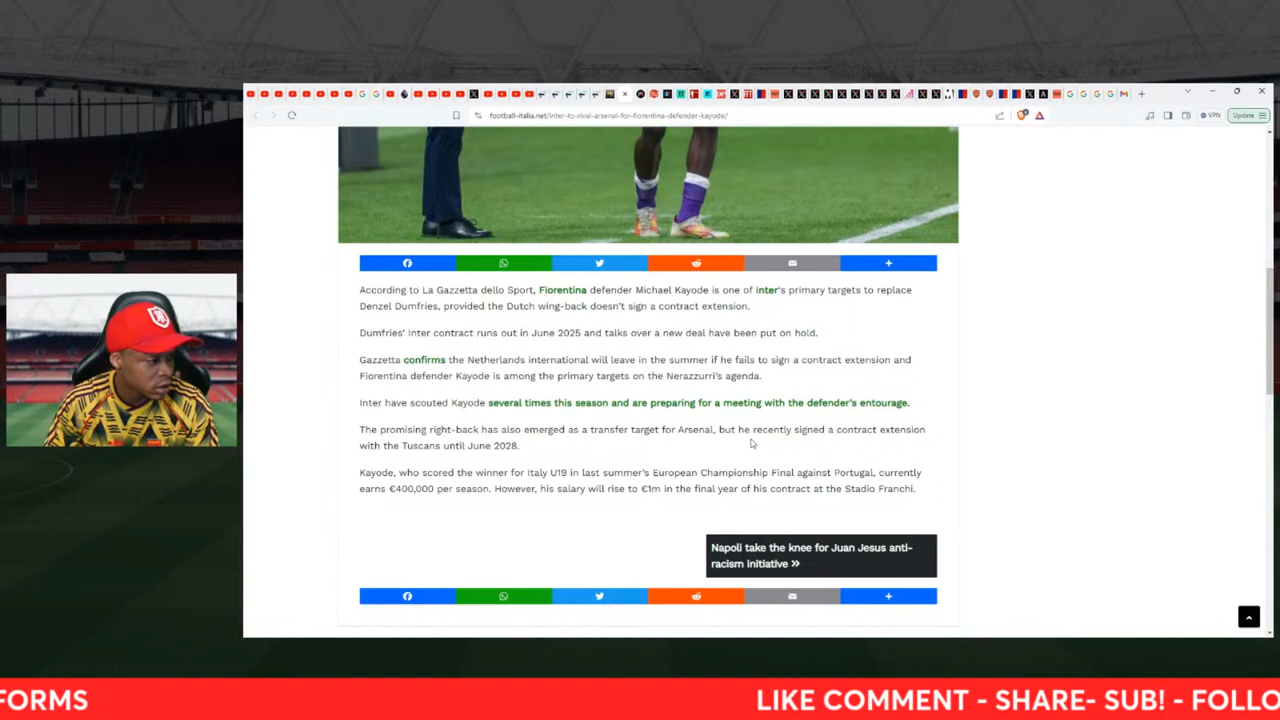 football-italia.net/inter-to-rival-arsenal-for-fiorentina-defender-kayode/
VPN
Update
According to La Gazzetta dello Sport, Fiorentina defender Michael Kayode is one of Inter's primary targets to replace
Denzel Dumfries, provided the Dutch wing-back doesn't sign a contract extension.
Dumfries' Inter contract runs out in June 2025 and talks over a new deal have been put on hold.
Gazzetta confirms the Netherlands international will leave in the summer if he fails to sign a contract extension and
Fiorentina defender Kayode is among the primary targets on the Nerazzurri's agenda.
Inter have scouted Kayode several times this season and are preparing for a meeting with the defender's entourage.
The promising right-back has also emerged as a transfer target for Arsenal, but he recently signed a contract extension
with the Tuscans until June 2028.
Kayode, who scored the winner for Italy U19 in last summer's European Championship Final against Portugal, currently
earns €400,000 per season. However, his salary will rise to €1m in the final year of his contract at the Stadio Franchi.
Napoli take the knee for Juan Jesus anti-
racism initiative »
FORMS
LIKE COMMENT - SHARE- SUB! - FOLLO